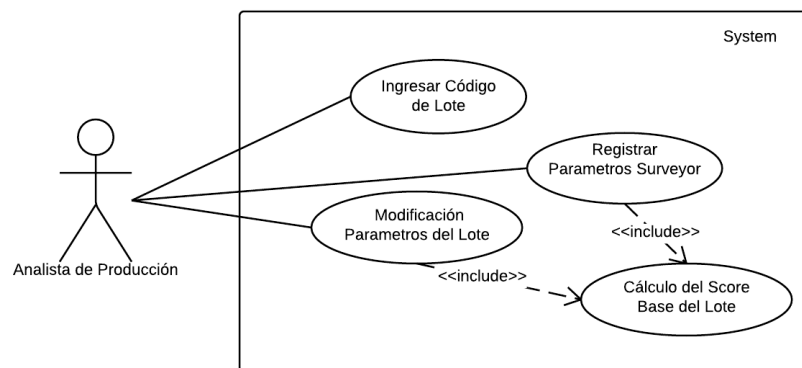 System
Ingresar Código
de Lote
Registrar
Parametros Surveyor
Modificación
Parametros del Lote
<<include>>
Analista de Producción
<<include>>
Cálculo del Score
Base del Lote